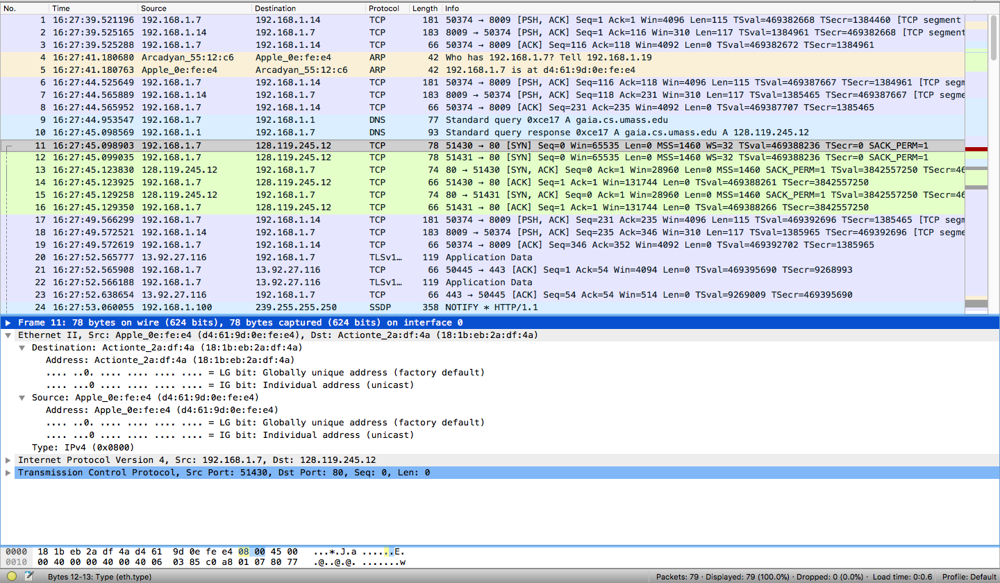 No. Time Source Destination Protocol Length Info
1 16:27:39.521196 192.168.1.7 192.168.1.14 TCP 181 50374 → 8009 [PSH, ACK] Seq=1 Ack=1 Win=4096 Len=115 TSval=469382668 TSecr=1384460 [TCP segment
2 16:27:39.525165 192.168.1.14 192.168.1.7 TCP 183 8009 → 50374 [PSH, ACK] Seq=1 Ack=116 Win=310 Len=117 TSval=1384961 TSecr=469382668 [TCP segment
3 16:27:39.525288 192.168.1.7 192.168.1.14 TCP 66 50374 → 8009 [ACK] Seq=116 Ack=118 Win=4092 Len=0 TSval=469382672 TSecr=1384961
4 16:27:41.180680 Arcadyan_55:12:c6 Apple_0e:fe:e4 ARP 42 Who has 192.168.1.7? Tell 192.168.1.19
5 16:27:41.180763 Apple_0e:fe:e4 Arcadyan_55:12:c6 ARP 42 192.168.1.7 is at d4:61:9d:0e:fe:e4
6 16:27:44.525649 192.168.1.7 192.168.1.14 TCP 181 50374 → 8009 [PSH, ACK] Seq=116 Ack=118 Win=4096 Len=115 TSval=469387667 TSecr=1384961 [TCP segm
7 16:27:44.565889 192.168.1.14 192.168.1.7 TCP 183 8009 → 50374 [PSH, ACK] Seq=118 Ack=231 Win=310 Len=117 TSval=1385465 TSecr=469387667 [TCP segme
8 16:27:44.565952 192.168.1.7 192.168.1.14 TCP 66 50374 → 8009 [ACK] Seq=231 Ack=235 Win=4092 Len=0 TSval=469387707 TSecr=1385465
9 16:27:44.953547 192.168.1.7 192.168.1.1 DNS 77 Standard query 0xce17 A gaia.cs.umass.edu
10 16:27:45.098569 192.168.1.1 192.168.1.7 DNS 93 Standard query response 0xce17 A gaia.cs.umass.edu A 128.119.245.12
11 16:27:45.098903 192.168.1.7 128.119.245.12 TCP 78 51430 → 80 [SYN] Seq=0 Win=65535 Len=0 MSS=1460 WS=32 TSval=469388236 TSecr=0 SACK_PERM=1
12 16:27:45.099035 192.168.1.7 128.119.245.12 TCP 78 51431 → 80 [SYN] Seq=0 Win=65535 Len=0 MSS=1460 WS=32 TSval=469388236 TSecr=0 SACK_PERM=1
13 16:27:45.123830 128.119.245.12 192.168.1.7 TCP 74 80 → 51430 [SYN, ACK] Seq=0 Ack=1 Win=28960 Len=0 MSS=1460 SACK_PERM=1 TSval=3842557250 TSecr=46
14 16:27:45.123925 192.168.1.7 128.119.245.12 TCP 66 51430 → 80 [ACK] Seq=1 Ack=1 Win=131744 Len=0 TSval=469388261 TSecr=3842557250
15 16:27:45.129258 128.119.245.12 192.168.1.7 TCP 74 80 → 51431 [SYN, ACK] Seq=0 Ack=1 Win=28960 Len=0 MSS=1460 SACK_PERM=1 TSval=3842557250 TSecr=46
16 16:27:45.129350 192.168.1.7 128.119.245.12 TCP 66 51431 → 80 [ACK] Seq=1 Ack=1 Win=131744 Len=0 TSval=469388266 TSecr=3842557250
17 16:27:49.566299 192.168.1.7 192.168.1.14 TCP 181 50374 → 8009 [PSH, ACK] Seq=231 Ack=235 Win=4096 Len=115 TSval=469392696 TSecr=1385465 [TCP segm
18 16:27:49.572521 192.168.1.14 192.168.1.7 TCP 183 8009 → 50374 [PSH, ACK] Seq=235 Ack=346 Win=310 Len=117 TSval=1385965 TSecr=469392696 [TCP segme
19 16:27:49.572619 192.168.1.7 192.168.1.14 TCP 66 50374 → 8009 [ACK] Seq=346 Ack=352 Win=4092 Len=0 TSval=469392702 TSecr=1385965
20 16:27:52.565777 13.92.27.116 192.168.1.7 TLSv1… 119 Application Data
21 16:27:52.565908 192.168.1.7 13.92.27.116 TCP 66 50445 → 443 [ACK] Seq=1 Ack=54 Win=4094 Len=0 TSval=469395690 TSecr=9268993
22 16:27:52.566188 192.168.1.7 13.92.27.116 TLSv1… 119 Application Data
23 16:27:52.638654 13.92.27.116 192.168.1.7 TCP 66 443 → 50445 [ACK] Seq=54 Ack=54 Win=514 Len=0 TSval=9269009 TSecr=469395690
24 16:27:53.060055 192.168.1.100 239.255.255.250 SSDP 358 NOTIFY * HTTP/1.1
Frame 11: 78 bytes on wire (624 bits), 78 bytes captured (624 bits) on interface 0
Ethernet II, Src: Apple_0e:fe:e4 (d4:61:9d:0e:fe:e4), Dst: Actionte_2a:df:4a (18:1b:eb:2a:df:4a)
Destination: Actionte_2a:df:4a (18:1b:eb:2a:df:4a)
Address: Actionte_2a:df:4a (18:1b:eb:2a:df:4a)
.... ..0. .... .... .... .... = LG bit: Globally unique address (factory default)
.... ...0 .... .... .... .... = IG bit: Individual address (unicast)
Source: Apple_0e:fe:e4 (d4:61:9d:0e:fe:e4)
Address: Apple_0e:fe:e4 (d4:61:9d:0e:fe:e4)
.... ..0. .... .... .... .... = LG bit: Globally unique address (factory default)
.... ...0 .... .... .... .... = IG bit: Individual address (unicast)
Type: IPv4 (0x0800)
Internet Protocol Version 4, Src: 192.168.1.7, Dst: 128.119.245.12
Transmission Control Protocol, Src Port: 51430, Dst Port: 80, Seq: 0, Len: 0
0000 18 1b eb 2a df 4a d4 61 9d 0e fe e4 08 00 45 00 ...*.J.a ......E.
0010 00 40 00 00 40 00 40 06 03 85 c0 a8 01 07 80 77 .@..@.@. .......w
Bytes 12-13: Type (eth.type) Packets: 79 · Displayed: 79 (100.0%) · Dropped: 0 (0.0%) · Load time: 0:0.6 Profile: Default